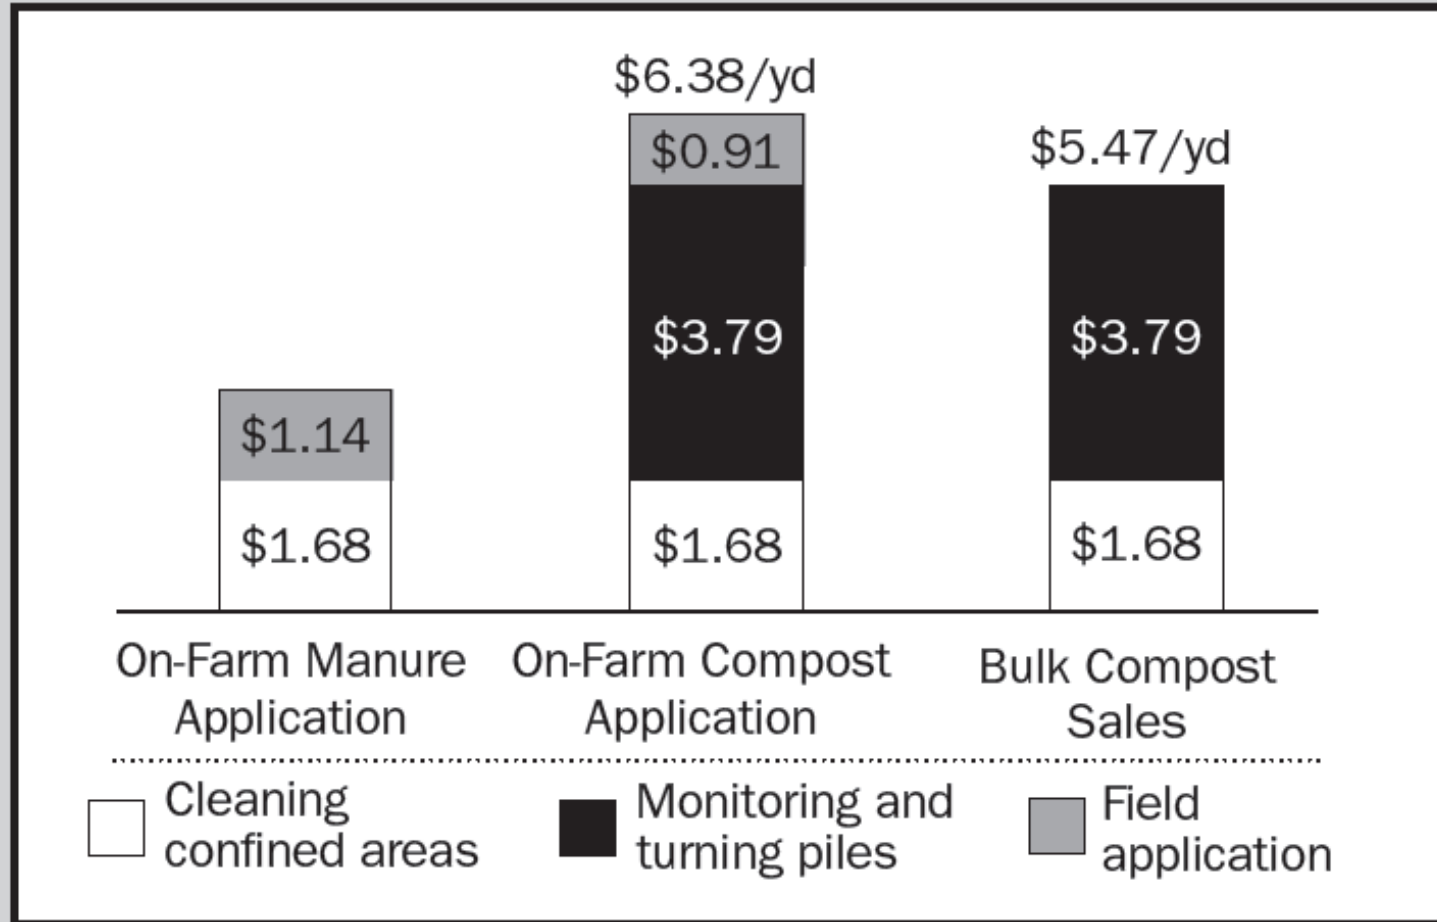 $6.38/yd
$0.91
$5.47/yd
$3.79
$3.79
$1.14
$1.68
$1.68
$1.68
On-Farm Manure
Application
On-Farm Compost
Application
Bulk Compost
Sales
Cleaning
confined areas
Monitoring and
turning piles
Field
application